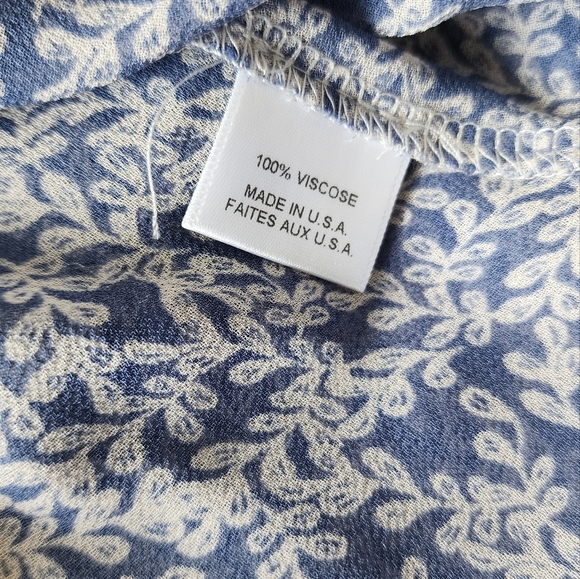 100% VISCOSE
MADE IN U.S.A.
FAITES AUX U.S.A.